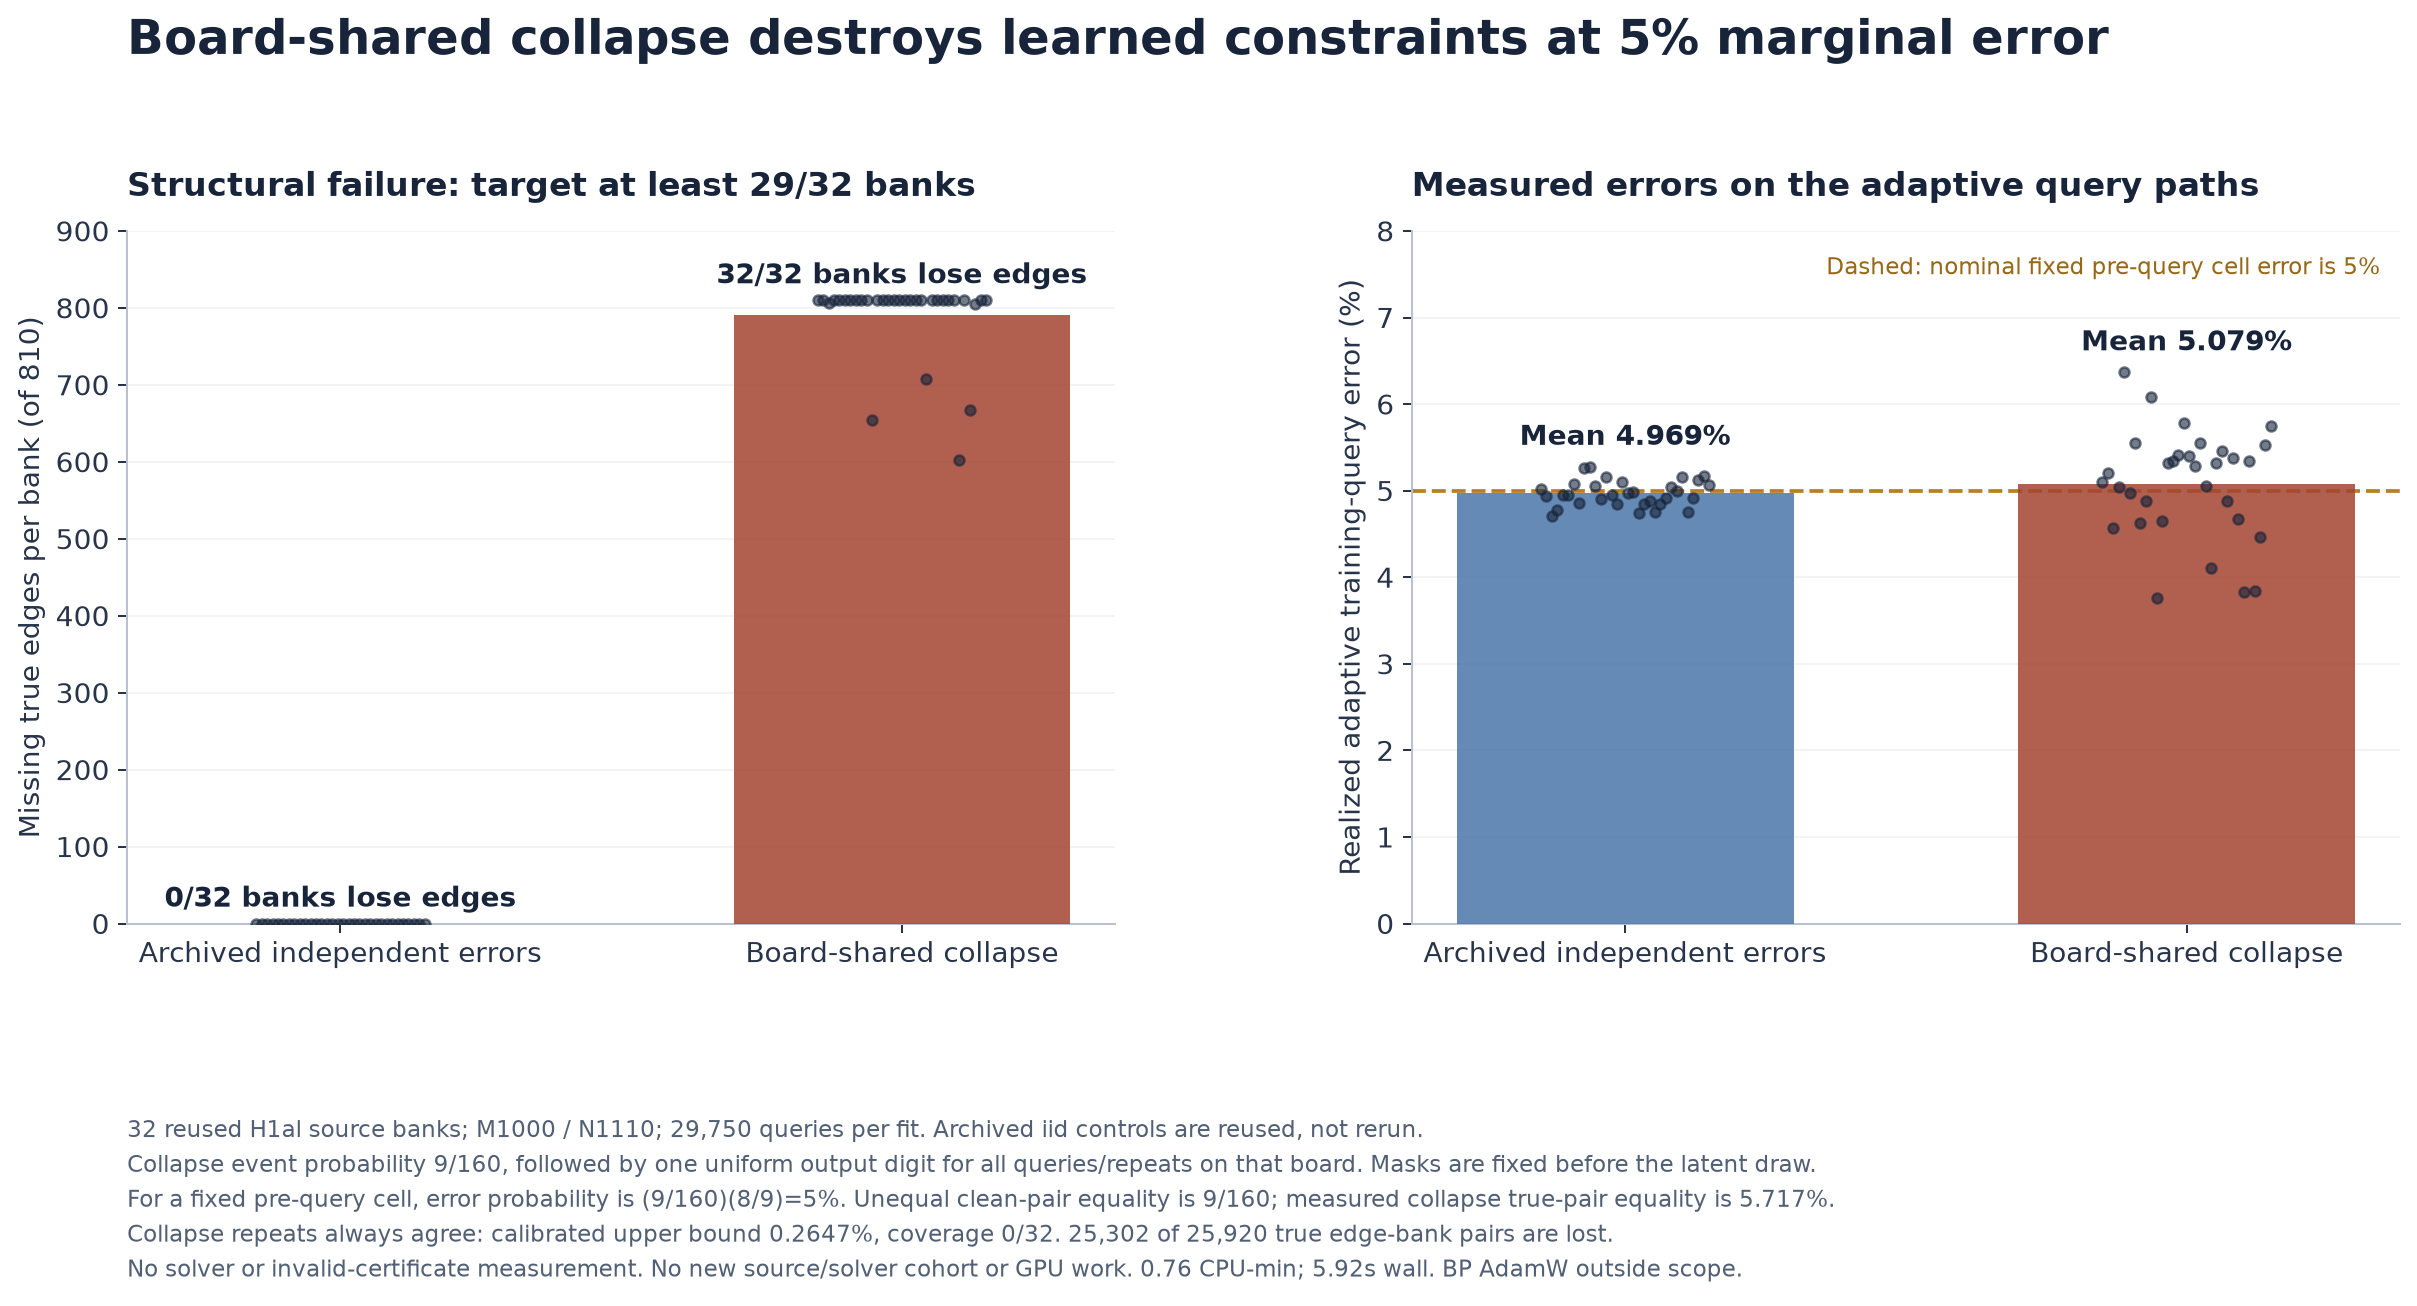 Board-shared collapse destroys learned constraints at 5% marginal error
Structural failure: target at least 29/32 banks
Missing true edges per bank (of 810)
900
800
700
600
500
400
300
200
100
0
32/32 banks lose edges
0/32 banks lose edges
Archived independent errors
Board-shared collapse
Measured errors on the adaptive query paths
Realized adaptive training-query error (%)
8
7
6
5
4
3
2
1
0
Dashed: nominal fixed pre-query cell error is 5%
Mean 5.079%
Mean 4.969%
Archived independent errors
Board-shared collapse
32 reused H1al source banks; M1000 / N1110; 29,750 queries per fit. Archived iid controls are reused, not rerun.
Collapse event probability 9/160, followed by one uniform output digit for all queries/repeats on that board. Masks are fixed before the latent draw.
For a fixed pre-query cell, error probability is (9/160)(8/9)=5%. Unequal clean-pair equality is 9/160; measured collapse true-pair equality is 5.717%.
Collapse repeats always agree: calibrated upper bound 0.2647%, coverage 0/32. 25,302 of 25,920 true edge-bank pairs are lost.
No solver or invalid-certificate measurement. No new source/solver cohort or GPU work. 0.76 CPU-min; 5.92s wall. BP AdamW outside scope.